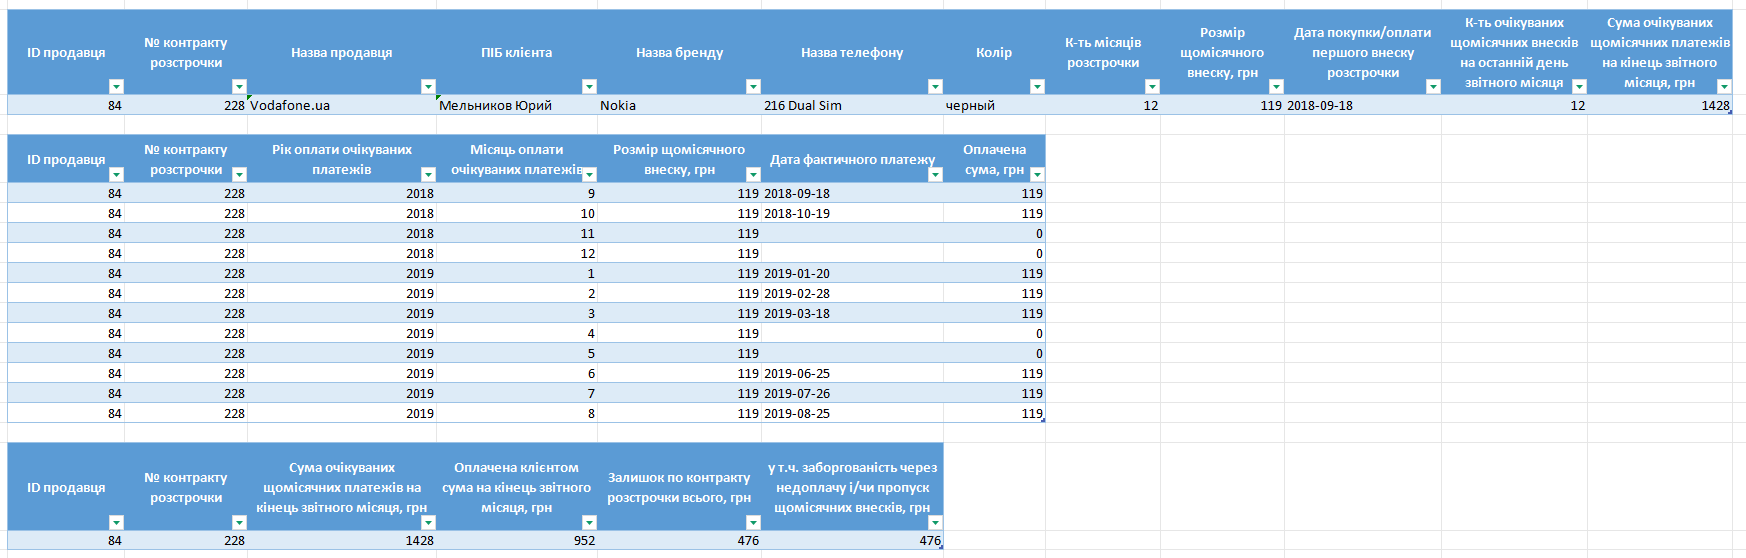 ID продавця № контракту розстрочки Назва продавця ПІБ клієнта Назва бренду Назва телефону Колір К-ть місяців розстрочки Розмір щомісячного внеску, грн Дата покупки/оплати першого внеску розстрочки К-ть очікуваних щомісячних внесків на останній день звітного місяця Сума очікуваних щомісячних платежів на кінець звітного місяця, грн
84 228 Vodafone.ua Мельников Юрий Nokia 216 Dual Sim черный 12 119 2018-09-18 12 1428
ID продавця № контракту розстрочки Рік оплати очікуваних платежів Місяць оплати очікуваних платежів Розмір щомісячного внеску, грн Дата фактичного платежу Оплачена сума, грн
84 228 2018 9 119 2018-09-18 119
84 228 2018 10 119 2018-10-19 119
84 228 2018 11 119 0
84 228 2018 12 119 0
84 228 2019 1 119 2019-01-20 119
84 228 2019 2 119 2019-02-28 119
84 228 2019 3 119 2019-03-18 119
84 228 2019 4 119 0
84 228 2019 5 119 0
84 228 2019 6 119 2019-06-25 119
84 228 2019 7 119 2019-07-26 119
84 228 2019 8 119 2019-08-25 119
ID продавця № контракту розстрочки Сума очікуваних щомісячних платежів на кінець звітного місяця, грн Оплачена клієнтом сума на кінець звітного місяця, грн Залишок по контракту розстрочки всього, грн у т.ч. заборгованість через недоплату і/чи пропуск щомісячних внесків, грн
84 228 1428 952 476 476